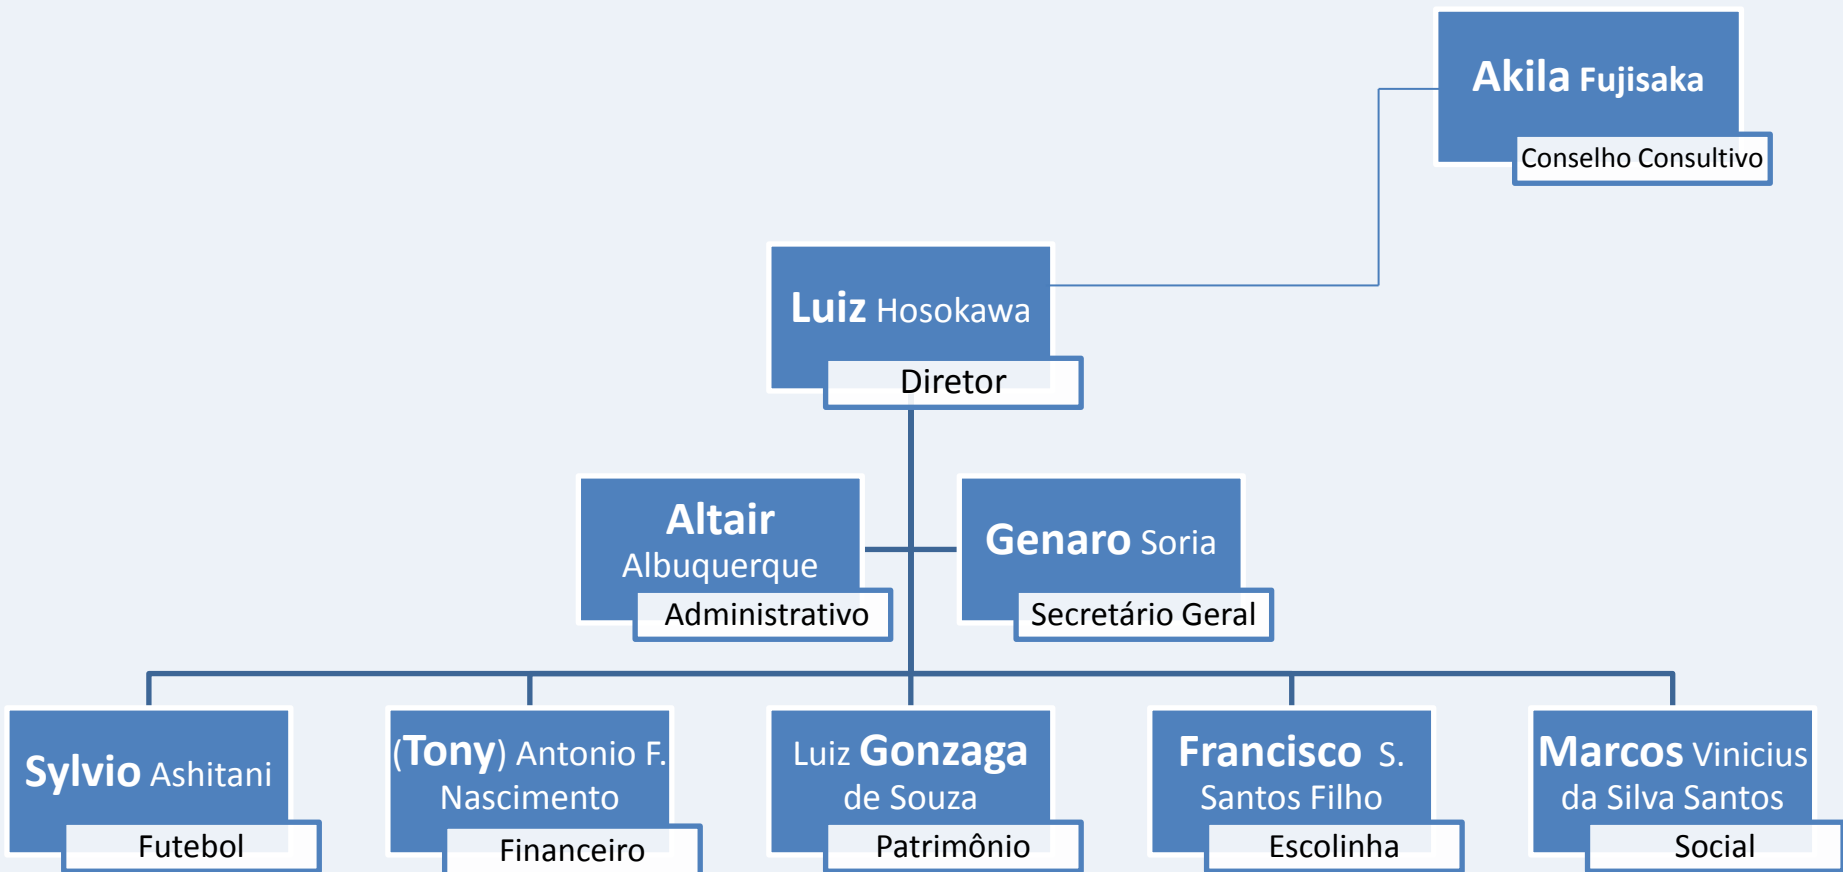 Akila Fujisaka
Conselho Consultivo
Luiz Hosokawa
Diretor
Altair
Albuquerque
Administrativo
Genaro Soria
Secretário Geral
Sylvio Ashitani
Futebol
(Tony) Antonio F.
Nascimento
Financeiro
Luiz Gonzaga
de Souza
Patrimônio
Francisco S.
Santos Filho
Escolinha
Marcos Vinicius
da Silva Santos
Social